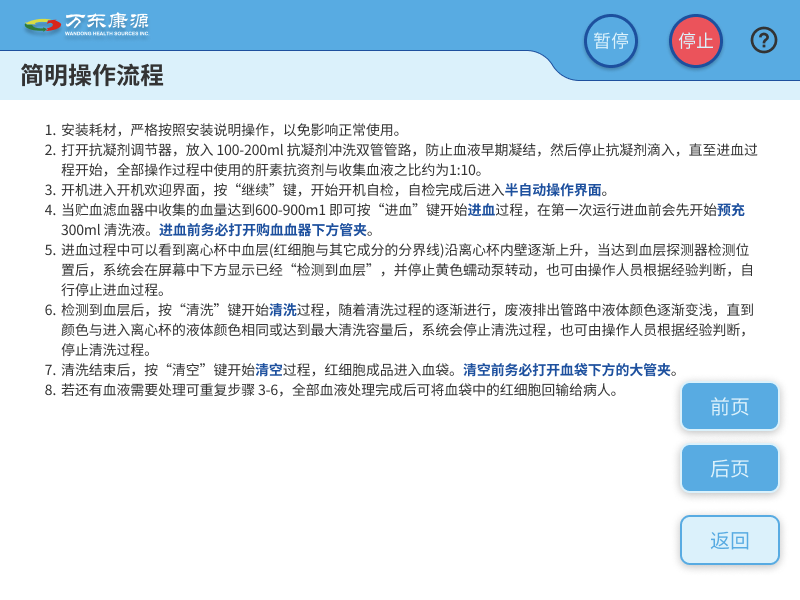 万东康源
WANDONG HEALTH SOURCES INC.
暂停
停止
?
简明操作流程
1. 安装耗材，严格按照安装说明操作，以免影响正常使用。
2. 打开抗凝剂调节器，放入 100-200ml 抗凝剂冲洗双管管路，防止血液早期凝结，然后停止抗凝剂滴入，直至进血过
程开始，全部操作过程中使用的肝素抗资剂与收集血液之比约为1:10。
3. 开机进入开机欢迎界面，按“继续”键，开始开机自检，自检完成后进入半自动操作界面。
4. 当贮血滤血器中收集的血量达到600-900m1 即可按“进血”键开始进血过程，在第一次运行进血前会先开始预充
300ml 清洗液。进血前务必打开购血血器下方管夹。
5. 进血过程中可以看到离心杯中血层(红细胞与其它成分的分界线)沿离心杯内壁逐渐上升，当达到血层探测器检测位
置后，系统会在屏幕中下方显示已经“检测到血层”，并停止黄色蠕动泵转动，也可由操作人员根据经验判断，自
行停止进血过程。
6. 检测到血层后，按“清洗”键开始清洗过程，随着清洗过程的逐渐进行，废液排出管路中液体颜色逐渐变浅，直到
颜色与进入离心杯的液体颜色相同或达到最大清洗容量后，系统会停止清洗过程，也可由操作人员根据经验判断，
停止清洗过程。
7. 清洗结束后，按“清空”键开始清空过程，红细胞成品进入血袋。清空前务必打开血袋下方的大管夹。
8. 若还有血液需要处理可重复步骤 3-6，全部血液处理完成后可将血袋中的红细胞回输给病人。
前页
后页
返回